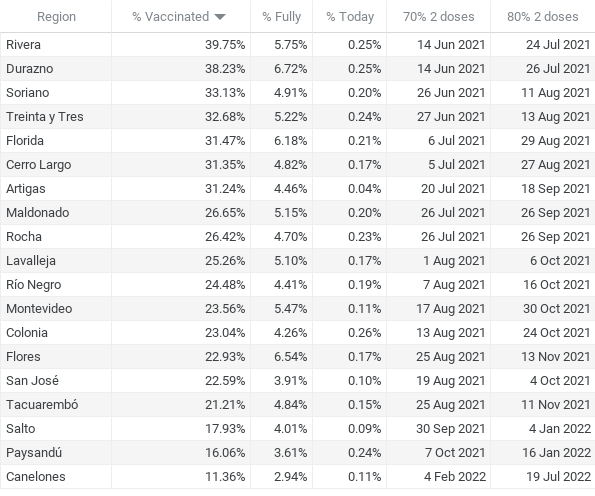 Region % Vaccinated % Fully % Today 70% 2 doses 80% 2 doses
Rivera 39.75% 5.75% 0.25% 14 Jun 2021 24 Jul 2021
Durazno 38.23% 6.72% 0.25% 14 Jun 2021 26 Jul 2021
Soriano 33.13% 4.91% 0.20% 26 Jun 2021 11 Aug 2021
Treinta y Tres 32.68% 5.22% 0.24% 27 Jun 2021 13 Aug 2021
Florida 31.47% 6.18% 0.21% 6 Jul 2021 29 Aug 2021
Cerro Largo 31.35% 4.82% 0.17% 5 Jul 2021 27 Aug 2021
Artigas 31.24% 4.46% 0.04% 20 Jul 2021 18 Sep 2021
Maldonado 26.65% 5.15% 0.20% 26 Jul 2021 26 Sep 2021
Rocha 26.42% 4.70% 0.23% 26 Jul 2021 26 Sep 2021
Lavalleja 25.26% 5.10% 0.17% 1 Aug 2021 6 Oct 2021
Río Negro 24.48% 4.41% 0.19% 7 Aug 2021 16 Oct 2021
Montevideo 23.56% 5.47% 0.11% 17 Aug 2021 30 Oct 2021
Colonia 23.04% 4.26% 0.26% 13 Aug 2021 24 Oct 2021
Flores 22.93% 6.54% 0.17% 25 Aug 2021 13 Nov 2021
San José 22.59% 3.91% 0.10% 19 Aug 2021 4 Oct 2021
Tacuarembó 21.21% 4.84% 0.15% 25 Aug 2021 11 Nov 2021
Salto 17.93% 4.01% 0.09% 30 Sep 2021 4 Jan 2022
Paysandú 16.06% 3.61% 0.24% 7 Oct 2021 16 Jan 2022
Canelones 11.36% 2.94% 0.11% 4 Feb 2022 19 Jul 2022